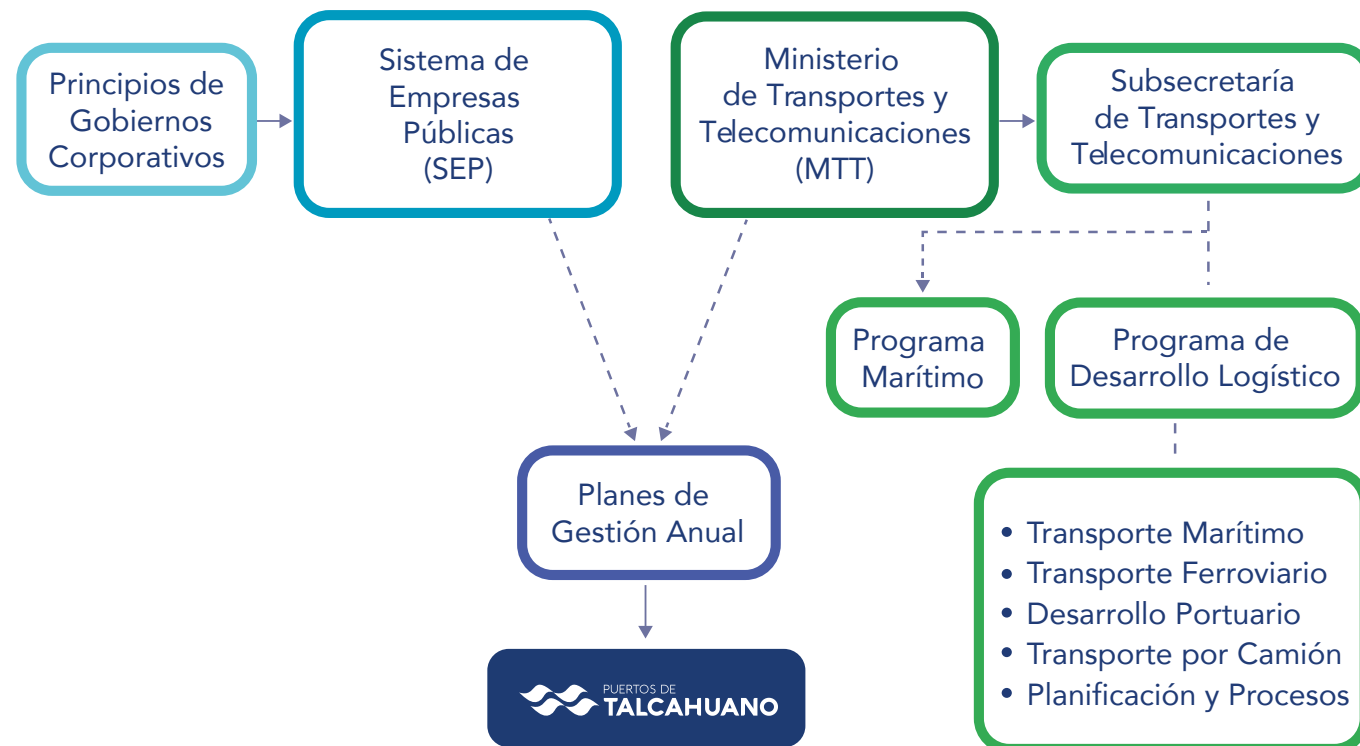 Principios de
Gobiernos
Corporativos
Sistema de
Empresas
Públicas
(SEP)
Ministerio
de Transportes y
Telecomunicaciones
(MTT)
Subsecretaría
de Transportes y
Telecomunicaciones
Programa
Marítimo
Programa de
Desarrollo Logístico
Planes de
Gestión Anual
• Transporte Marítimo
• Transporte Ferroviario
• Desarrollo Portuario
• Transporte por Camión
• Planificación y Procesos
PUERTOS DE
TALCAHUANO